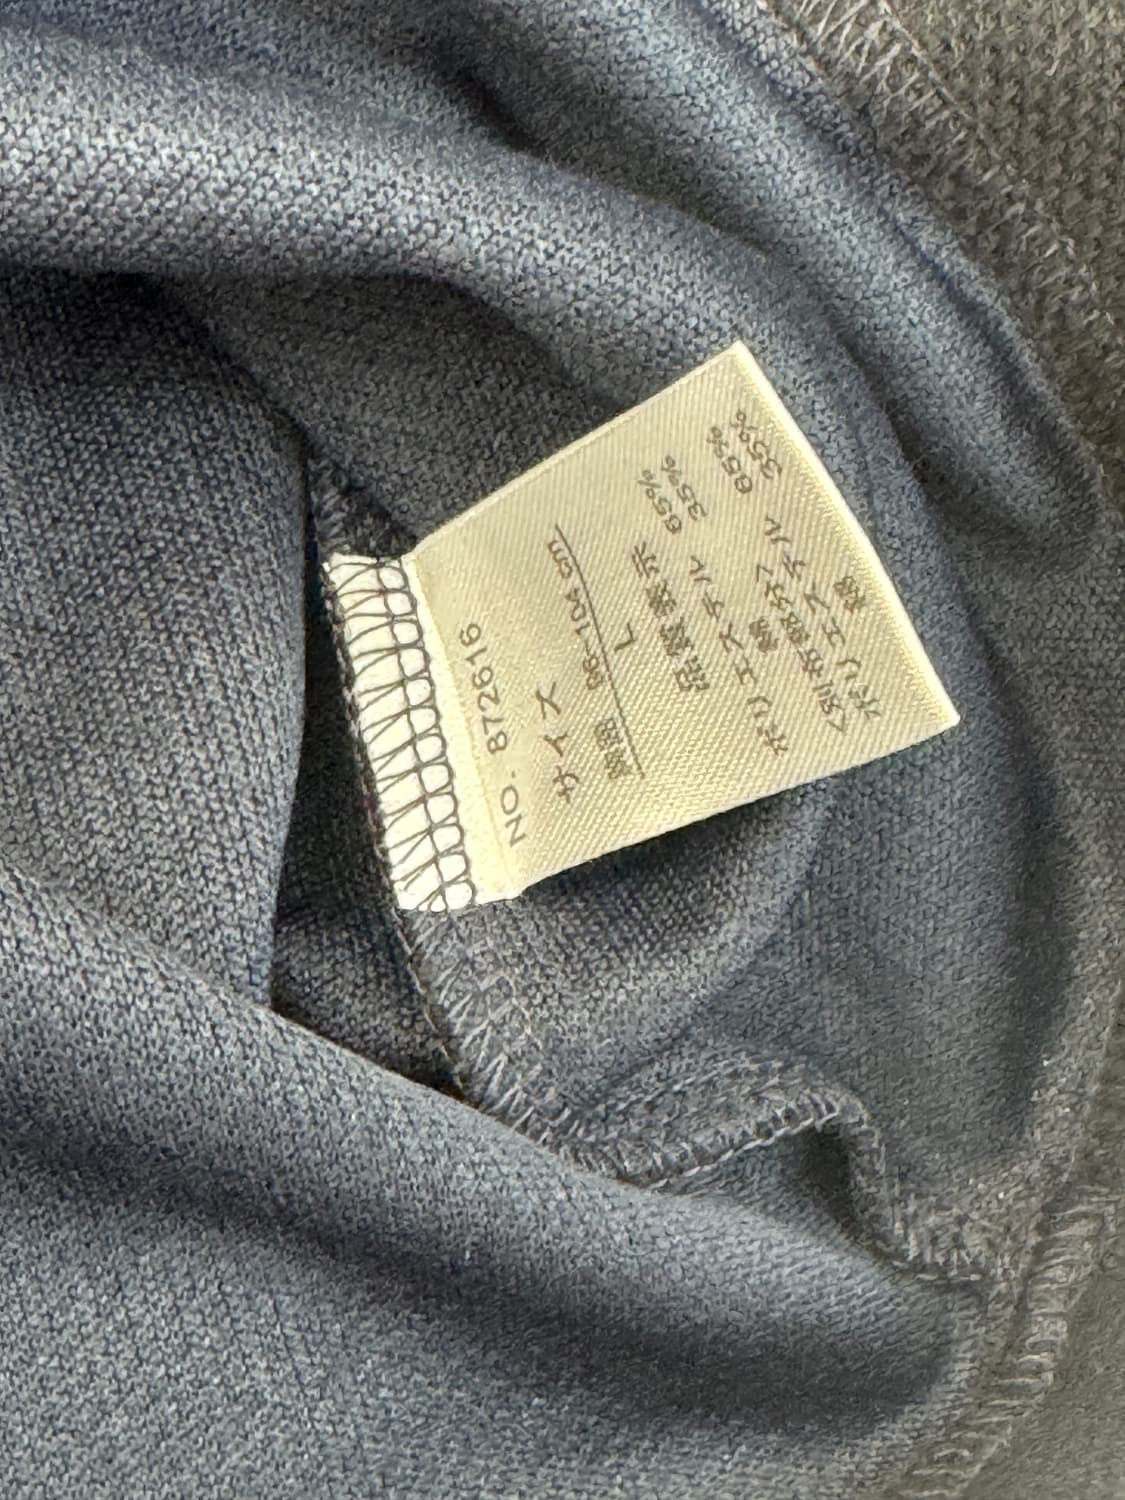 NO. 872616
サイズ
胸囲 96-104 cm
L
品質表示
ポリエステル 65%
綿 35%
<別布部分>
ポリエステル 65%
綿 35%